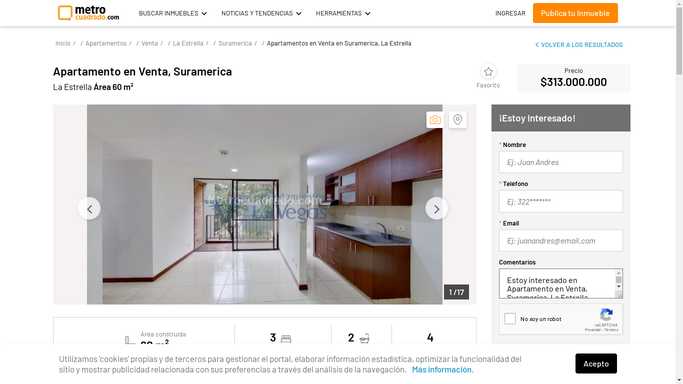 metro
cuadrado.com
BUSCAR INMUEBLES
NOTICIAS Y TENDENCIAS
HERRAMIENTAS
INGRESAR
Publica tu Inmueble
Inicio / / Apartamentos / / Venta / / La Estrella / / Suramerica / / Apartamentos en Venta en Suramerica, La Estrella
VOLVER A LOS RESULTADOS
Apartamento en Venta, Suramerica
La Estrella Área 60 m²
Favorito
Precio
$313.000.000
1 /17
¡Estoy Interesado!
* Nombre
Ej: Juan Andres
* Telefono
Ej: 322*******
* Email
Ej: juanandres@email.com
Comentarios
Estoy interesado en
Apartamento en Venta,
Suramerica, La Estrella
No soy un robot
reCAPTCHA
Privacidad - Términos
Área construida
3
2
4
Utilizamos 'cookies' propias y de terceros para gestionar el portal, elaborar información estadística, optimizar la funcionalidad del
sitio y mostrar publicidad relacionada con sus preferencias a través del análisis de la navegación. Más información.
Acepto